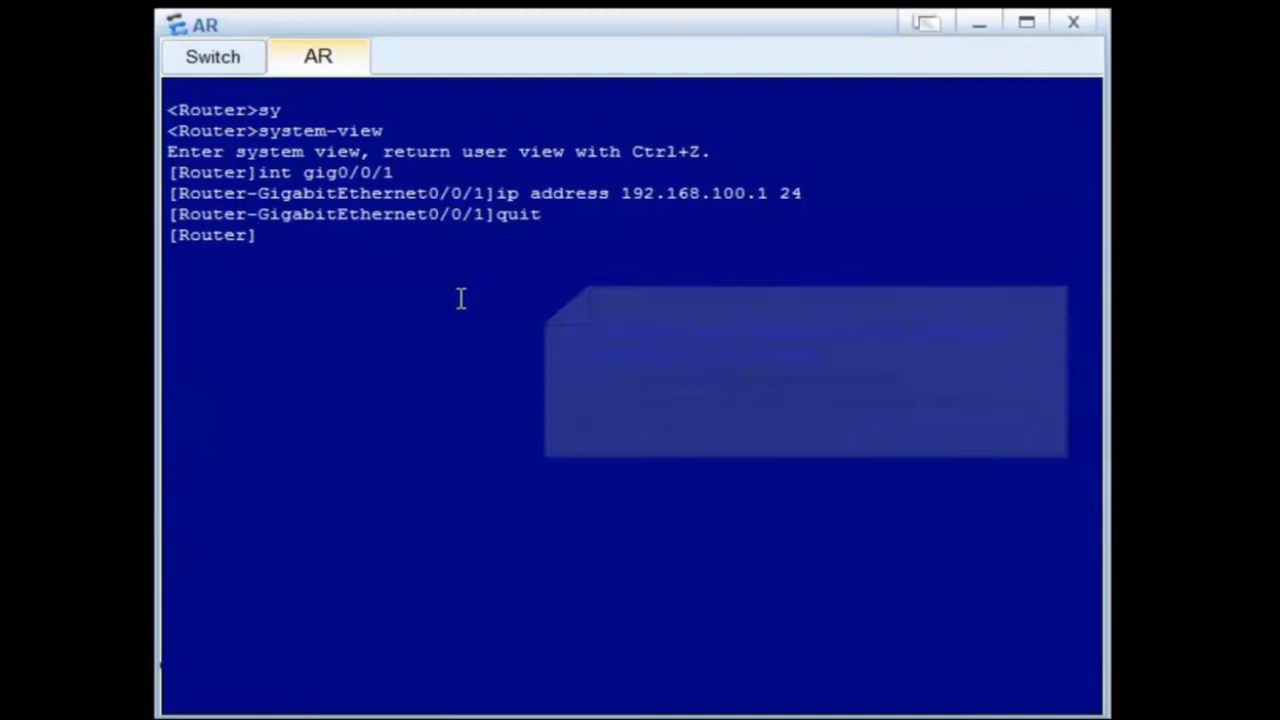 AR
Switch
AR
<Router>sy
<Router>system-view
Enter system view, return user view with Ctrl+Z.
[Router]int gig0/0/1
[Router-GigabitEthernet0/0/1]ip address 192.168.100.1 24
[Router-GigabitEthernet0/0/1]quit
[Router]